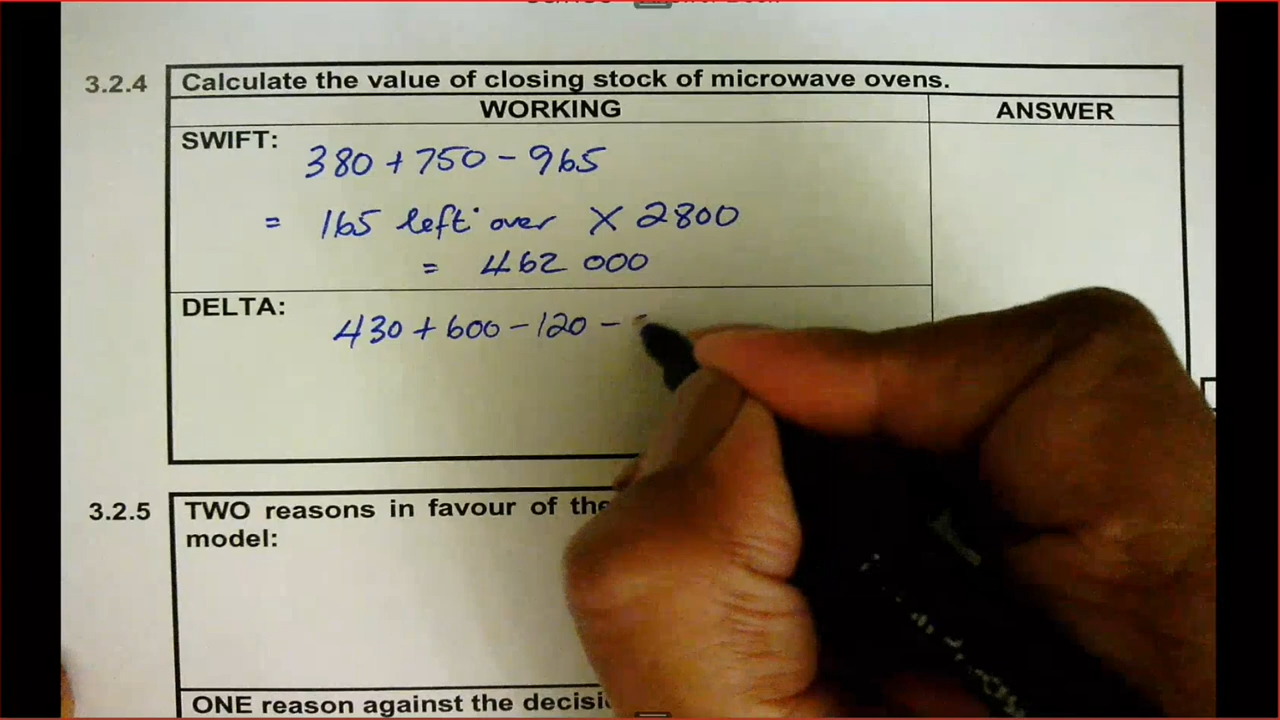 3.2.4 Calculate the value of closing stock of microwave ovens.
WORKING ANSWER
SWIFT: 380 + 750 - 965
= 165 left over X 2800
= 462 000
DELTA: 430 + 600 - 120 -
3.2.5 TWO reasons in favour of the
model:
ONE reason against the